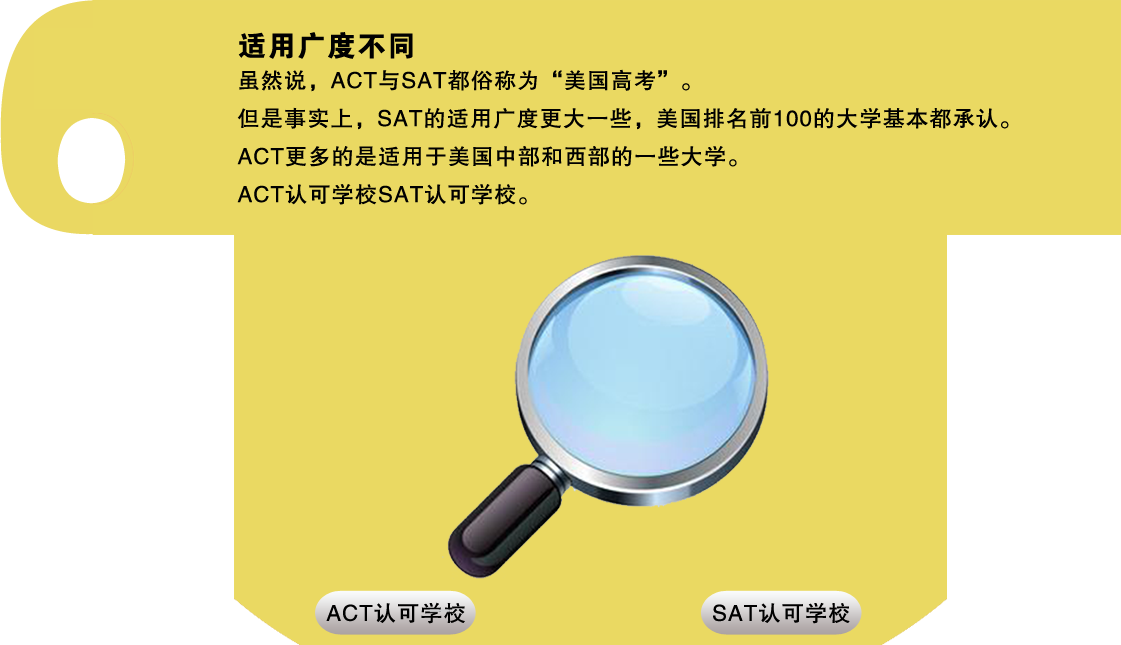 适用广度不同
虽然说，ACT与SAT都俗称为“美国高考”。
但是事实上，SAT的适用广度更大一些，美国排名前100的大学基本都承认。
ACT更多的是适用于美国中部和西部的一些大学。
ACT认可学校SAT认可学校。
ACT认可学校
SAT认可学校